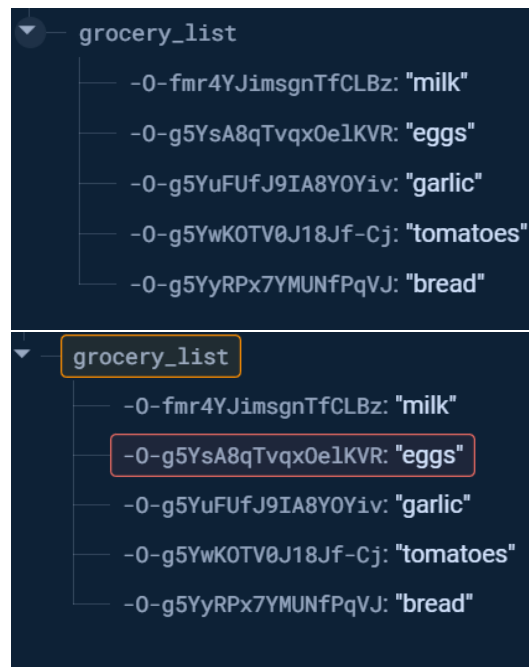 grocery_list
-O-fmr4YJimsgnTfCLBz: "milk"
-O-g5YsA8qTvqxOelKVR: "eggs"
-O-g5YuFUfJ9IA8YOYiv: "garlic"
-O-g5YwKOTV0J18Jf-Cj: "tomatoes"
-O-g5YyRPx7YMUNfPqVJ: "bread"
grocery_list
-O-fmr4YJimsgnTfCLBz: "milk"
-O-g5YsA8qTvqxOelKVR: "eggs"
-O-g5YuFUfJ9IA8YOYiv: "garlic"
-O-g5YwKOTV0J18Jf-Cj: "tomatoes"
-O-g5YyRPx7YMUNfPqVJ: "bread"